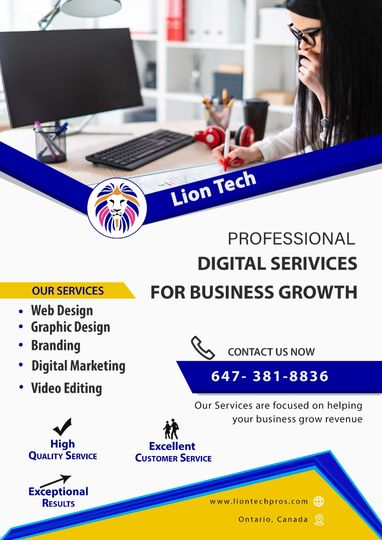 Lion Tech
PROFESSIONAL
DIGITAL SERIVICES
FOR BUSINESS GROWTH
OUR SERVICES
• Web Design
• Graphic Design
• Branding
• Digital Marketing
• Video Editing
CONTACT US NOW
647- 381-8836
Our Services are focused on helping
your business grow revenue
High
QUALITY SERVICE
Excellent
CUSTOMER SERVICE
Exceptional
RESULTS
www.liontechpros.com
Ontario, Canada